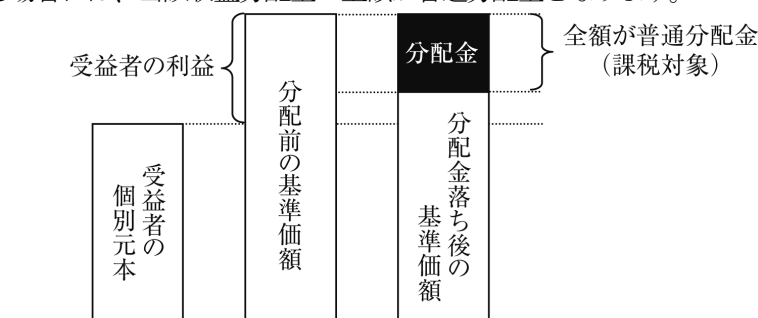 分配金
全額が普通分配金
(課税対象)
受益者の利益
分配前の基準価額
分配金落ち後の
基準価額
受益者の
個別元本